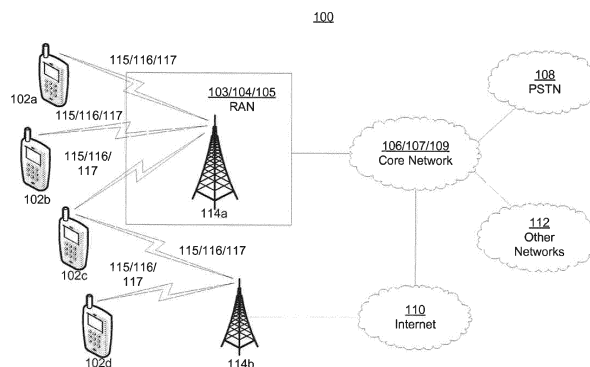 100
115/116/117
102a
103/104/105
RAN
108
PSTN
115/116/117
106/107/109
Core Network
115/116/
117
102b
114a
112
Other
Networks
115/116/117
102c
115/116/
117
110
Internet
102d
114b